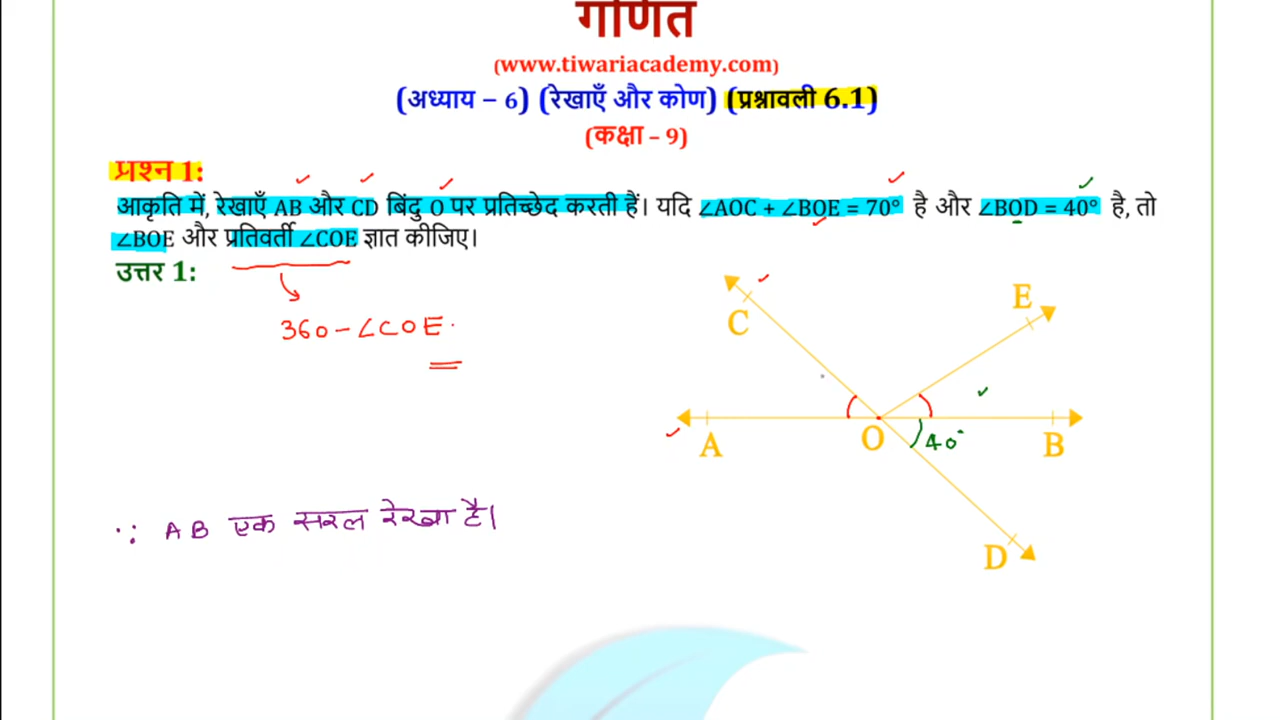 गणित
(www.tiwariacademy.com)
(अध्याय – 6) (रेखाएँ और कोण) (प्रश्नावली 6.1)
(कक्षा – 9)
प्रश्न 1:
आकृति में, रेखाएँ AB और CD बिंदु O पर प्रतिच्छेद करती हैं। यदि ∠AOC + ∠BOE = 70° है और ∠BOD = 40° है, तो
∠BOE और प्रतिवर्ती ∠COE ज्ञात कीजिए।
उत्तर 1:
360 – ∠COE.
C
E
A
O
40°
B
D
∵ AB एक सरल रेखा है।